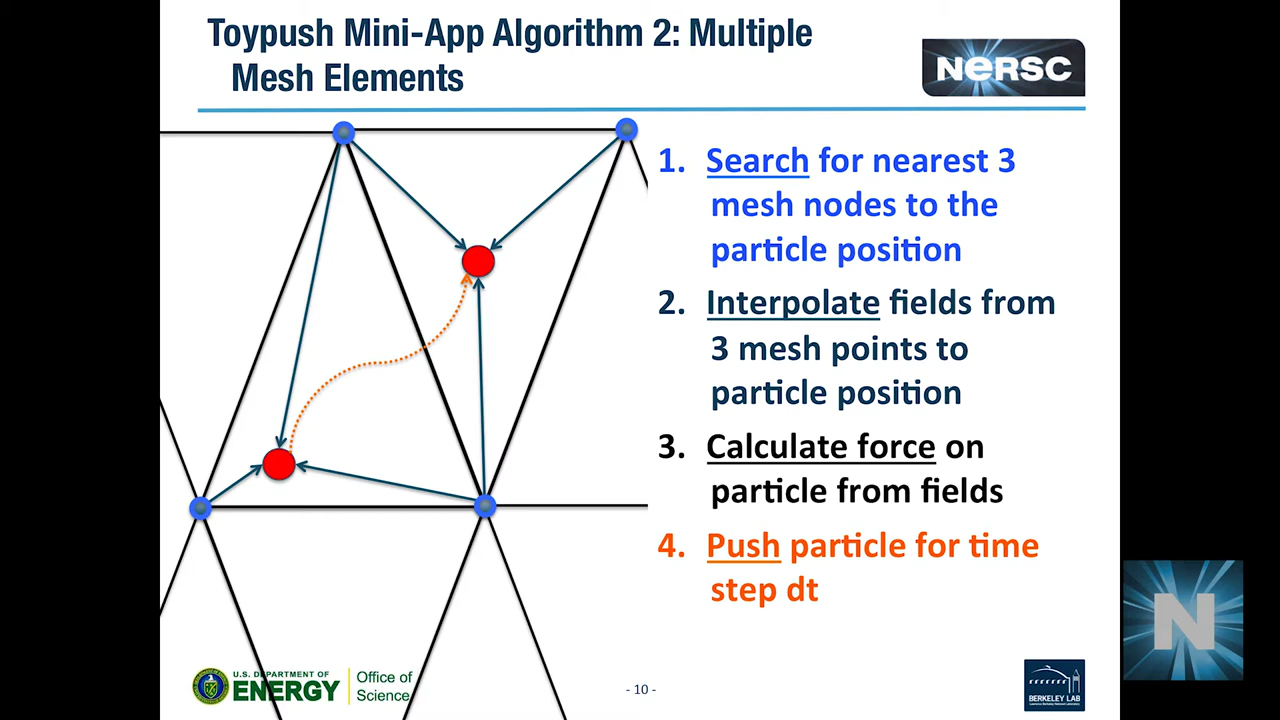 Toypush Mini-App Algorithm 2: Multiple
Mesh Elements
NERSC
1. Search for nearest 3
mesh nodes to the
particle position
2. Interpolate fields from
3 mesh points to
particle position
3. Calculate force on
particle from fields
4. Push particle for time
step dt
U.S. DEPARTMENT OF
ENERGY
Office of
Science
- 10 -
BERKELEY LAB
N